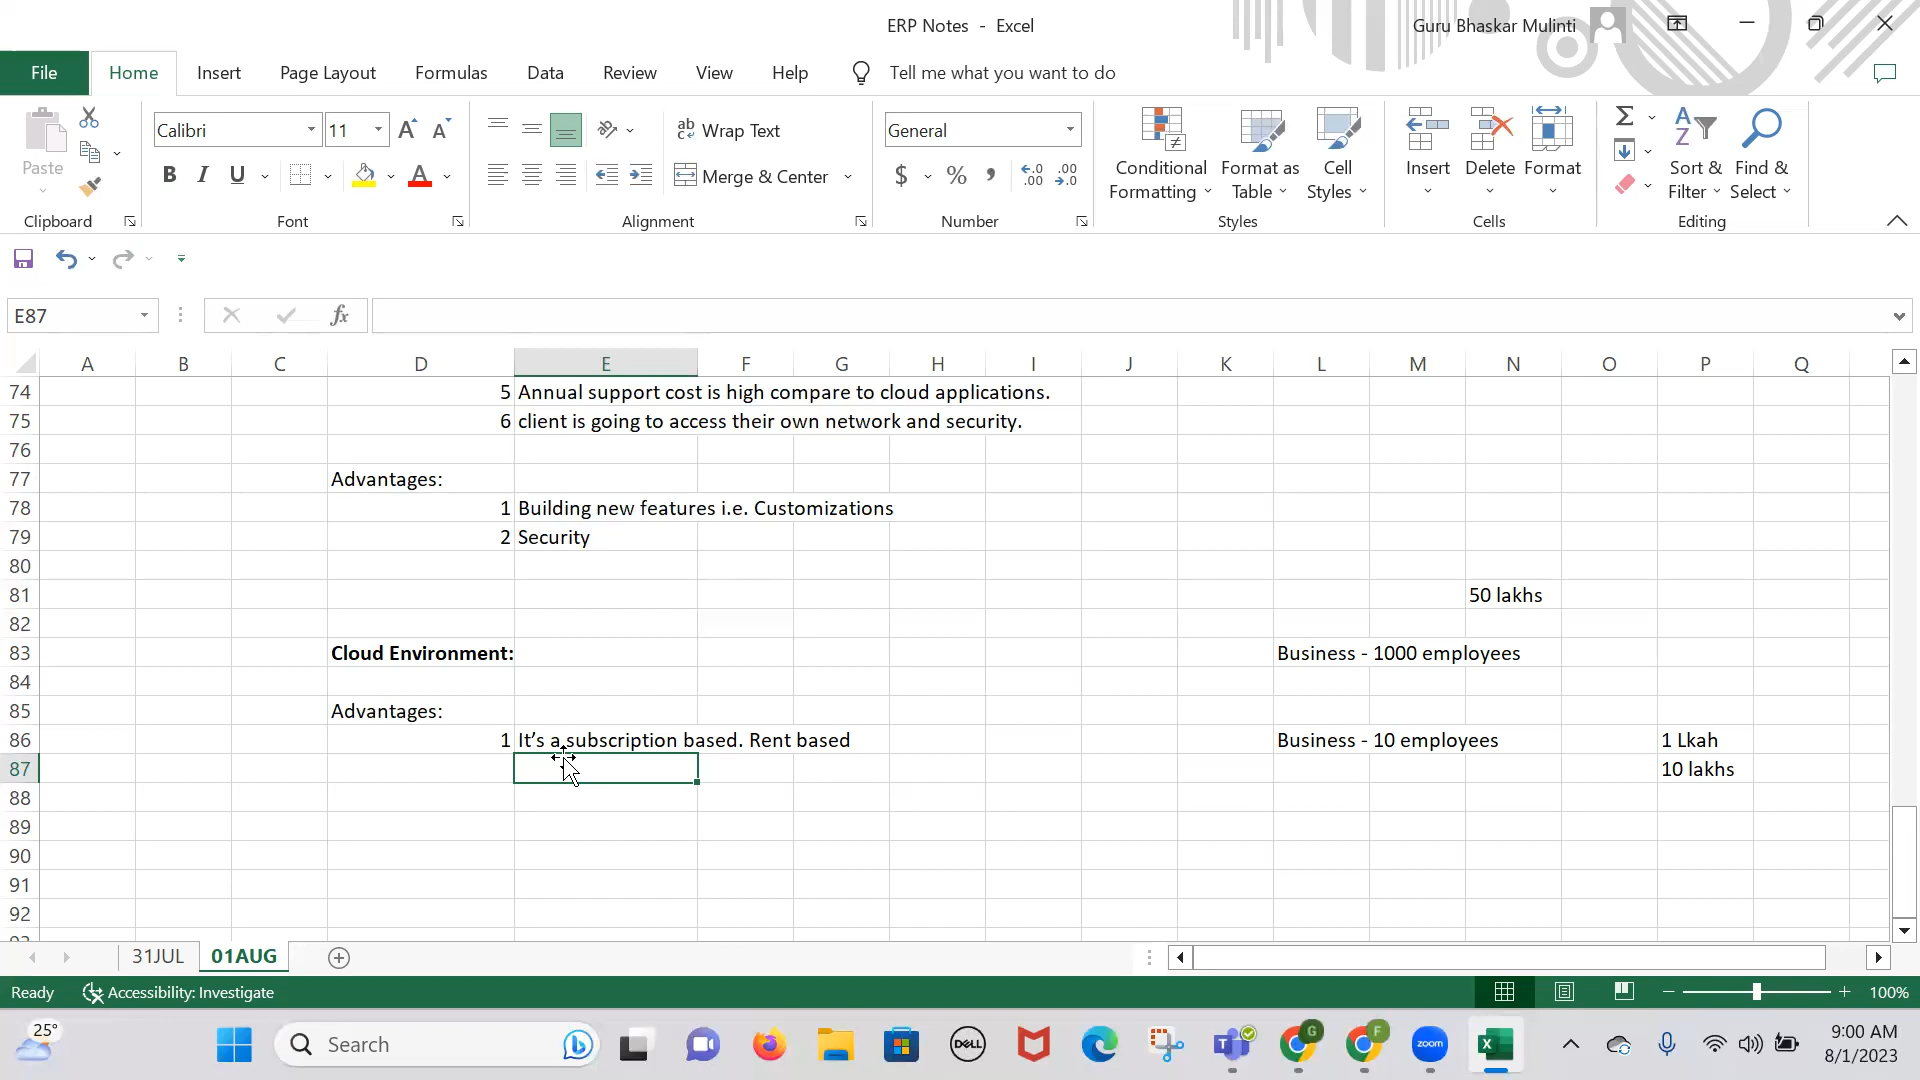 ERP Notes - Excel
Guru Bhaskar Mulinti
File Home Insert Page Layout Formulas Data Review View Help Tell me what you want to do
Paste
Clipboard
Calibri 11
B I U
Font
ab Wrap Text
Merge & Center
Alignment
General
$ % ,
Number
Conditional Formatting
Format as Table
Cell Styles
Styles
Insert Delete Format
Cells
Sort & Filter
Find & Select
Editing
E87
fx
A B C D E F G H I J K L M N O P Q
74 5 Annual support cost is high compare to cloud applications.
75 6 client is going to access their own network and security.
76
77 Advantages:
78 1 Building new features i.e. Customizations
79 2 Security
80
81 50 lakhs
82
83 Cloud Environment: Business - 1000 employees
84
85 Advantages:
86 1 It’s a subscription based. Rent based Business - 10 employees 1 Lkah
87 10 lakhs
88
89
90
91
92
93
31JUL 01AUG
Ready Accessibility: Investigate 100%
25°
Search
DELL
zoom
9:00 AM
8/1/2023